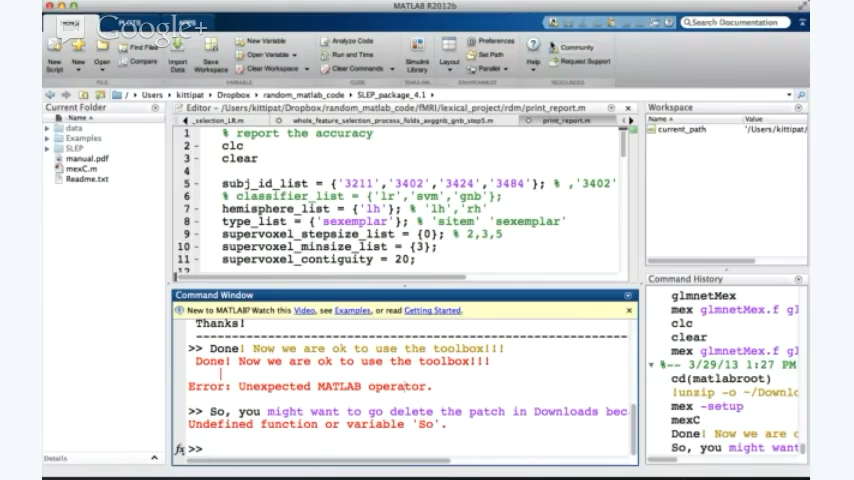 MATLAB R2012b
Google+
PLOTS
APPS
Search Documentation
New Script
New
Open
Find Files
Compare
Import Data
Save Workspace
New Variable
Open Variable
Clear Workspace
Analyze Code
Run and Time
Clear Commands
Simulink Library
Layout
Preferences
Set Path
Parallel
Help
Community
Request Support
FILE
VARIABLE
CODE
SIMULINK
ENVIRONMENT
RESOURCES
/ ▸ Users ▸ kittipat ▸ Dropbox ▸ random_matlab_code ▸ SLEP_package_4.1 ▸
Current Folder
Name
data
Examples
SLEP
manual.pdf
mexC.m
Readme.txt
Details
Editor - /Users/kittipat/Dropbox/random_matlab_code/fMRI/lexical_project/rdm/print_report.m
_selection_LR.m
whole_feature_selection_process_folds_avggnb_gnb_step5.m
print_report.m
1 % report the accuracy
2 - clc
3 - clear
4
5 - subj_id_list = {'3211','3402','3424','3484'}; % ,'3402'
6 % classifier_list = {'lr','svm','gnb'};
7 - hemisphere_list = {'lh'}; % 'lh','rh'
8 - type_list = {'sexemplar'}; % 'sitem' 'sexemplar'
9 - supervoxel_stepsize_list = {0}; % 2,3,5
10 - supervoxel_minsize_list = {3};
11 - supervoxel_contiguity = 20;
12
Command Window
New to MATLAB? Watch this Video, see Examples, or read Getting Started.
Thanks!
>> Done! Now we are ok to use the toolbox!!!
Done! Now we are ok to use the toolbox!!!
|
Error: Unexpected MATLAB operator.
>> So, you might want to go delete the patch in Downloads bec
Undefined function or variable 'So'.
fx >>
Workspace
Name
Value
current_path
'/Users/kittipat/
Command History
glmnetMex
mex glmnetMex.f gl
clc
clear
mex glmnetMex.f gl
%-- 3/29/13 1:27 PM
cd(matlabroot)
!unzip -o ~/Downlo
mex -setup
mexC
Done! Now we are o
So, you might want